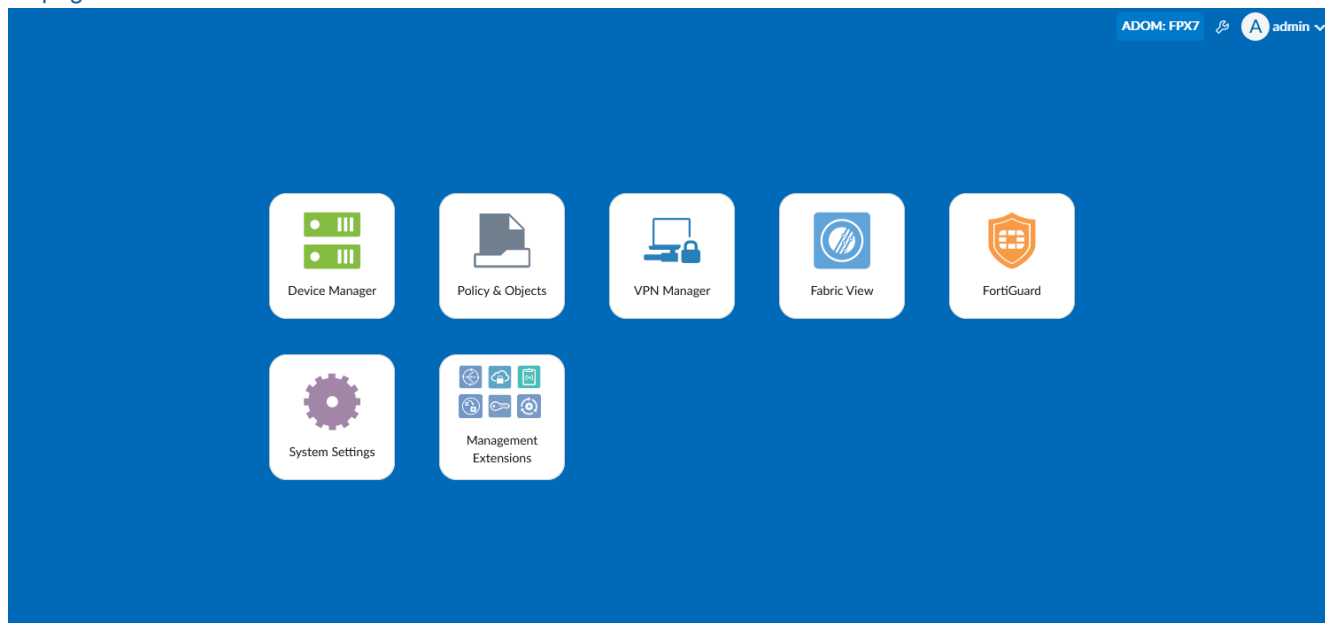 ADOM: FPX7
A admin
Device Manager
Policy & Objects
VPN Manager
Fabric View
FortiGuard
System Settings
Management
Extensions